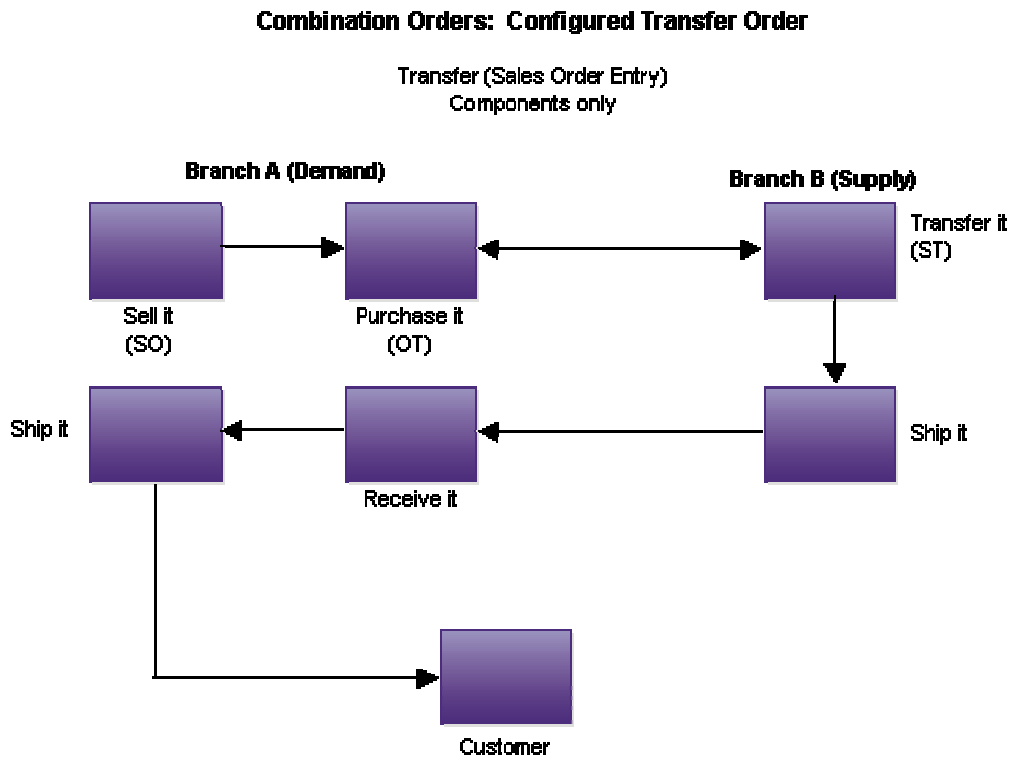 Combination Orders: Configured Transfer Order
Transfer (Sales Order Entry)
Components only
Branch A (Demand)
Branch B (Supply)
Transfer it
(ST)
Sell it
(SO)
Purchase it
(OT)
Ship it
Ship it
Receive it
Customer